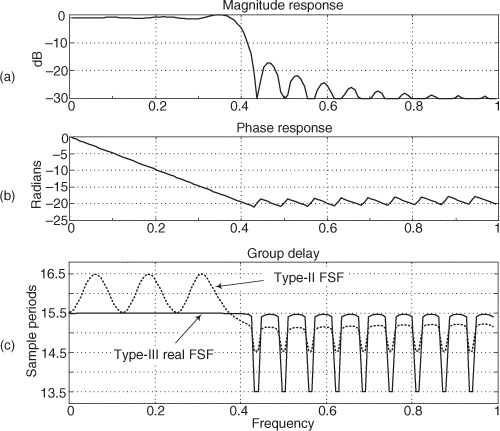 Magnitude response
0
−10
−20
−30
dB
(a)
0 0.2 0.4 0.6 0.8 1
Phase response
0
−5
−10
−15
−20
−25
Radians
(b)
0 0.2 0.4 0.6 0.8 1
Group delay
16.5
15.5
14.5
13.5
Sample periods
(c)
Type-II FSF
Type-III real FSF
0 0.2 0.4 0.6 0.8 1
Frequency